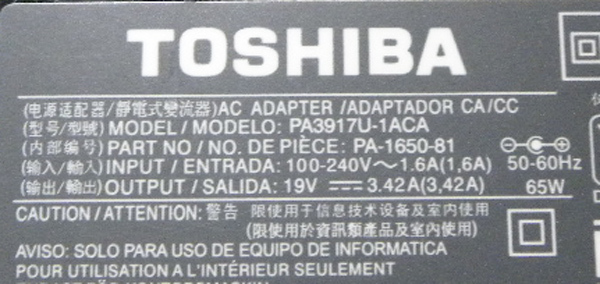 TOSHIBA
(电源适配器/靜電式變流器) AC ADAPTER /ADAPTADOR CA/CC
(型号/型號) MODEL / MODELO: PA3917U-1ACA
(内部编号) PART NO / NO. DE PIÈCE: PA-1650-81
(输入/輸入) INPUT / ENTRADA: 100-240V～1.6A(1,6A) 50-60Hz
(输出/輸出) OUTPUT / SALIDA: 19V ⎓ 3.42A(3,42A) 65W
CAUTION / ATTENTION: 警告 限使用于信息技术设备及室内使用
(限使用於資訊類產品及室內使用)
AVISO: SOLO PARA USO DE EQUIPO DE INFORMATICA
POUR UTILISATION A L'INTÉRIEUR SEULEMENT